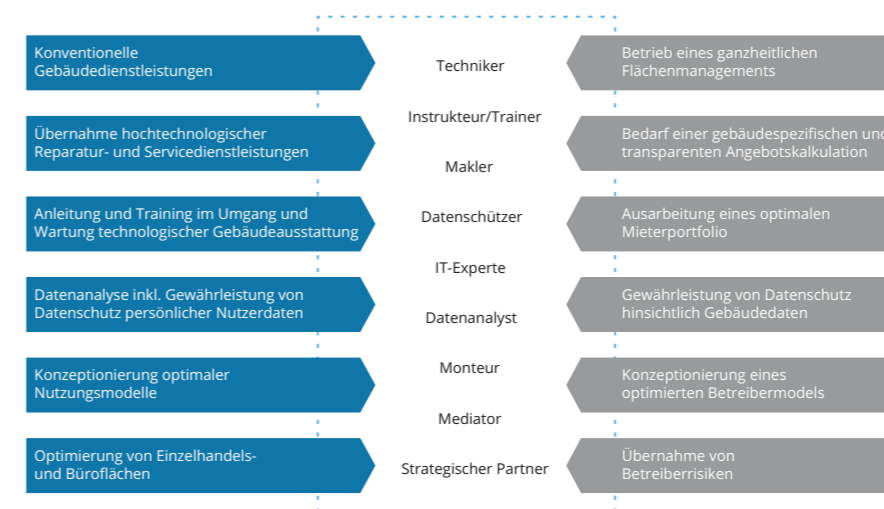 Konventionelle
Gebäudedienstleistungen
Übernahme hochtechnologischer
Reparatur- und Servicedienstleistungen
Anleitung und Training im Umgang und
Wartung technologischer Gebäudeausstattung
Datenanalyse inkl. Gewährleistung von
Datenschutz persönlicher Nutzerdaten
Konzeptionierung optimaler
Nutzungsmodelle
Optimierung von Einzelhandels-
und Büroflächen
Techniker
Instrukteur/Trainer
Makler
Datenschützer
IT-Experte
Datenanalyst
Monteur
Mediator
Strategischer Partner
Betrieb eines ganzheitlichen
Flächenmanagements
Bedarf einer gebäudespezifischen und
transparenten Angebotskalkulation
Ausarbeitung eines optimalen
Mieterportfolio
Gewährleistung von Datenschutz
hinsichtlich Gebäudedaten
Konzeptionierung eines
optimierten Betreibermodels
Übernahme von
Betreiberrisiken